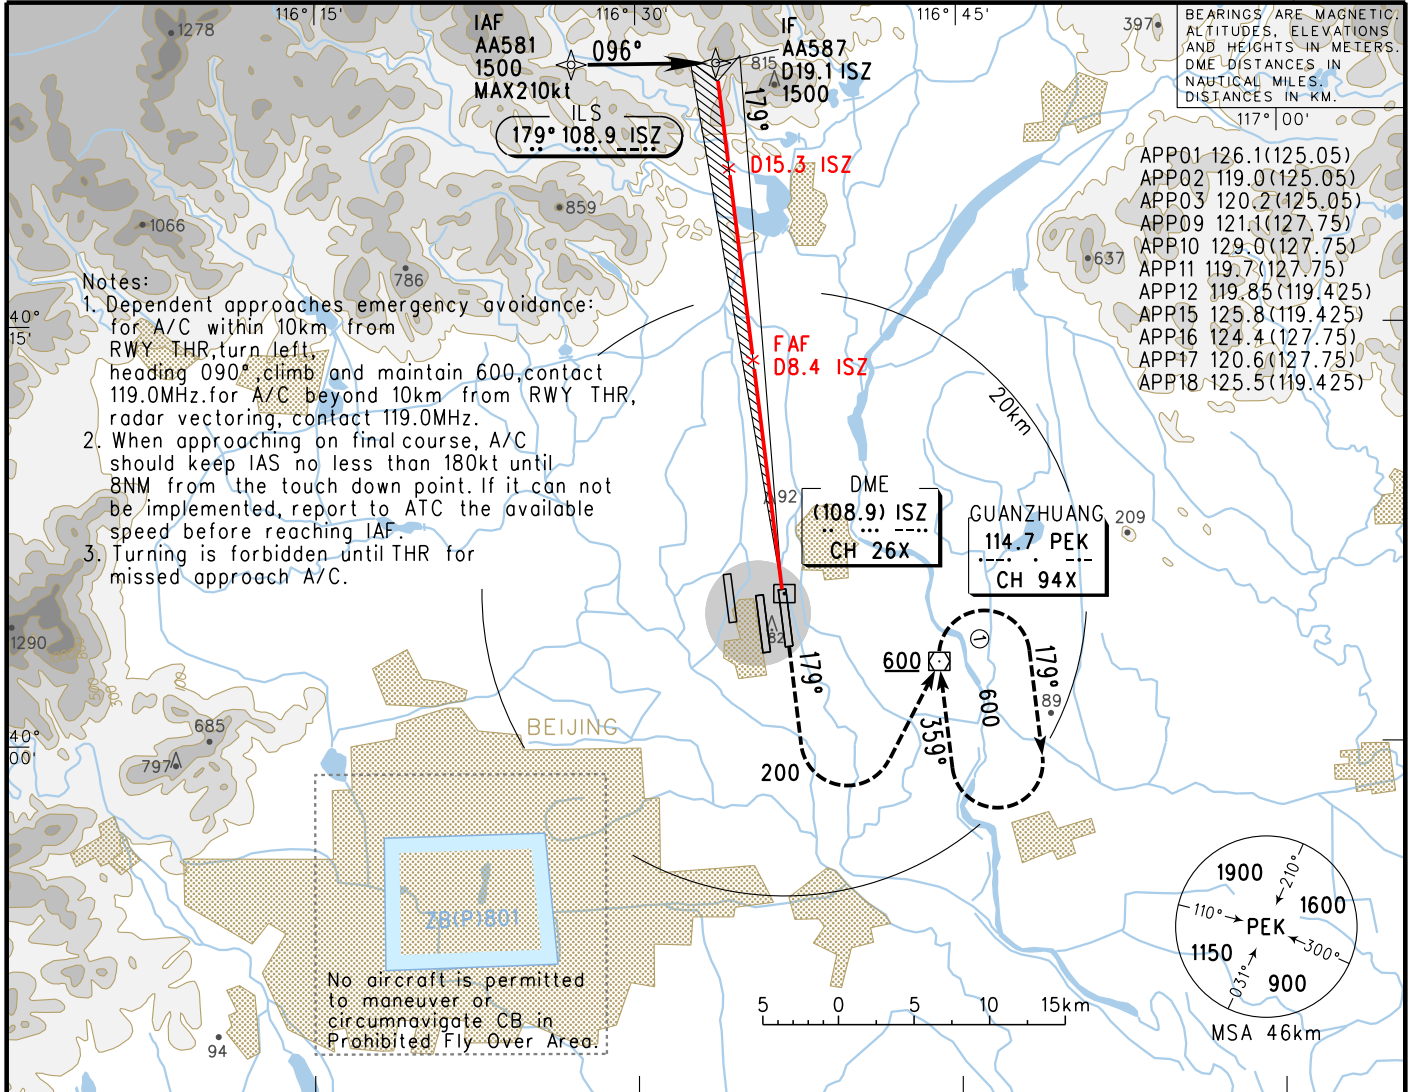 116° 15'
116° 30'
116° 45'
BEARINGS ARE MAGNETIC.
ALTITUDES, ELEVATIONS
AND HEIGHTS IN METERS.
DME DISTANCES IN
NAUTICAL MILES.
DISTANCES IN KM.
117° 00'
1278
397
IAF
AA581
1500
MAX210kt
096°
IF
AA587
D19.1 ISZ
1500
815
179°
ILS
179° 108.9 ISZ
D15.3 ISZ
APP01 126.1(125.05)
APP02 119.0(125.05)
APP03 120.2(125.05)
APP09 121.1(127.75)
APP10 129.0(127.75)
APP11 119.7(127.75)
APP12 119.85(119.425)
APP15 125.8(119.425)
APP16 124.4(127.75)
APP17 120.6(127.75)
APP18 125.5(119.425)
859
1066
786
637
40°
15'
Notes:
1. Dependent approaches emergency avoidance:
for A/C within 10km from
RWY THR,turn left,
heading 090°,climb and maintain 600,contact
119.0MHz.for A/C beyond 10km from RWY THR,
radar vectoring, contact 119.0MHz.
2. When approaching on final course, A/C
should keep IAS no less than 180kt until
8NM from the touch down point. If it can not
be implemented, report to ATC the available
speed before reaching IAF.
3. Turning is forbidden until THR for
missed approach A/C.
FAF
D8.4 ISZ
20km
92
DME
(108.9) ISZ
CH 26X
GUANZHUANG
114.7 PEK
CH 94X
209
82
1290
500
300
179°
600
1
179°
600
359°
89
200
685
797
40°
00'
BEIJING
ZB(P)801
No aircraft is permitted
to maneuver or
circumnavigate CB in
Prohibited Fly Over Area.
94
5 0 5 10 15km
1900
210°
1600
110°
PEK
300°
1150
031°
900
MSA 46km